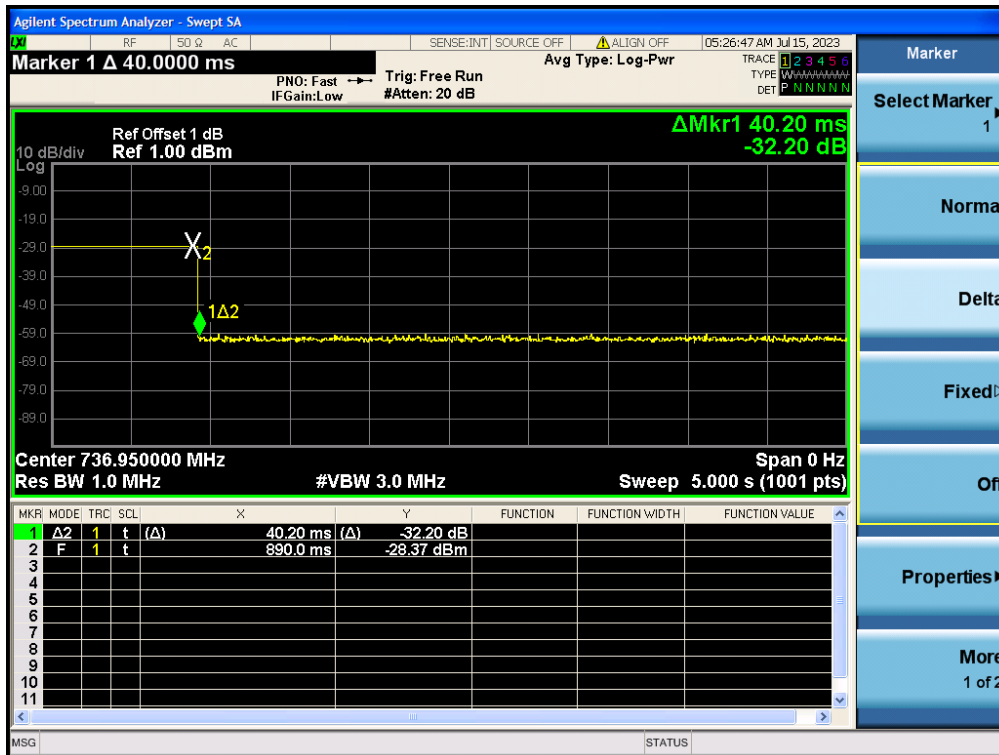 Agilent Spectrum Analyzer - Swept SA
LXI RF 50 Ω AC SENSE:INT SOURCE OFF ALIGN OFF 05:26:47 AM Jul 15, 2023
Marker 1 Δ 40.0000 ms
PNO: Fast
IFGain:Low
Trig: Free Run
#Atten: 20 dB
Avg Type: Log-Pwr
TRACE 1 2 3 4 5 6
TYPE W
DET P N N N N N
ΔMkr1 40.20 ms
-32.20 dB
Ref Offset 1 dB
10 dB/div Ref 1.00 dBm
Log
-9.00
-19.0
-29.0
-39.0
-49.0
-59.0
-69.0
-79.0
-89.0
2
1Δ2
Center 736.950000 MHz Span 0 Hz
Res BW 1.0 MHz #VBW 3.0 MHz Sweep 5.000 s (1001 pts)
MKR MODE TRC SCL X Y FUNCTION FUNCTION WIDTH FUNCTION VALUE
1 Δ2 1 t (Δ) 40.20 ms (Δ) -32.20 dB
2 F 1 t 890.0 ms -28.37 dBm
3
4
5
6
7
8
9
10
11
MSG STATUS
Marker
Select Marker
1
Norma
Delta
Fixed
Of
Properties
More
1 of 2